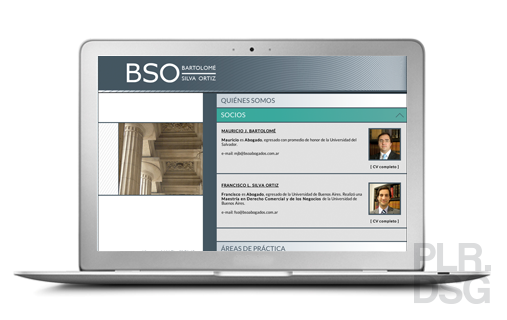 BSO BARTOLOMÉ
SILVA ORTIZ
QUIÉNES SOMOS
SOCIOS
MAURICIO J. BARTOLOMÉ
Mauricio es Abogado, egresado con promedio de honor de la Universidad del
Salvador.
e-mail: mjb@bsoabogados.com.ar
[ CV completo ]
FRANCISCO L. SILVA ORTIZ
Francisco es Abogado, egresado de la Universidad de Buenos Aires. Realizó una
Maestría en Derecho Comercial y de los Negocios de la Universidad de
Buenos Aires.
e-mail: fso@bsoabogados.com.ar
[ CV completo ]
ÁREAS DE PRÁCTICA
PLR.
DSG